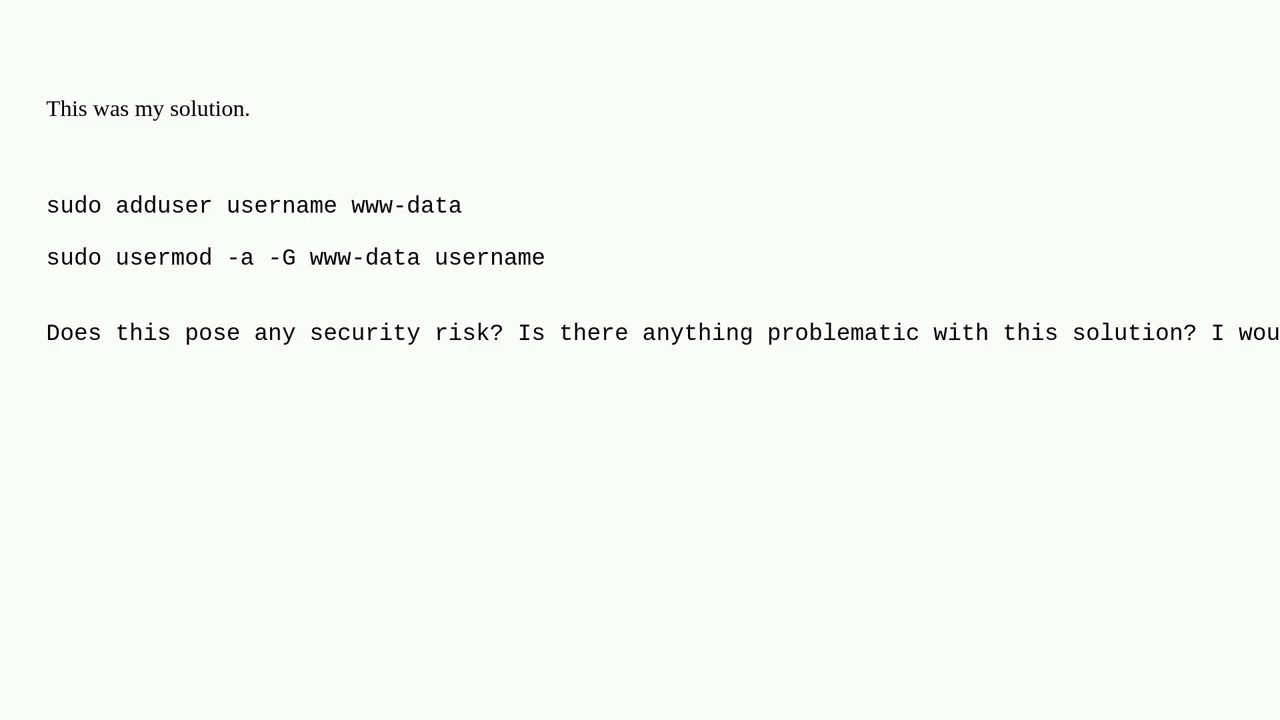 This was my solution.
sudo adduser username www-data
sudo usermod -a -G www-data username
Does this pose any security risk? Is there anything problematic with this solution? I wou